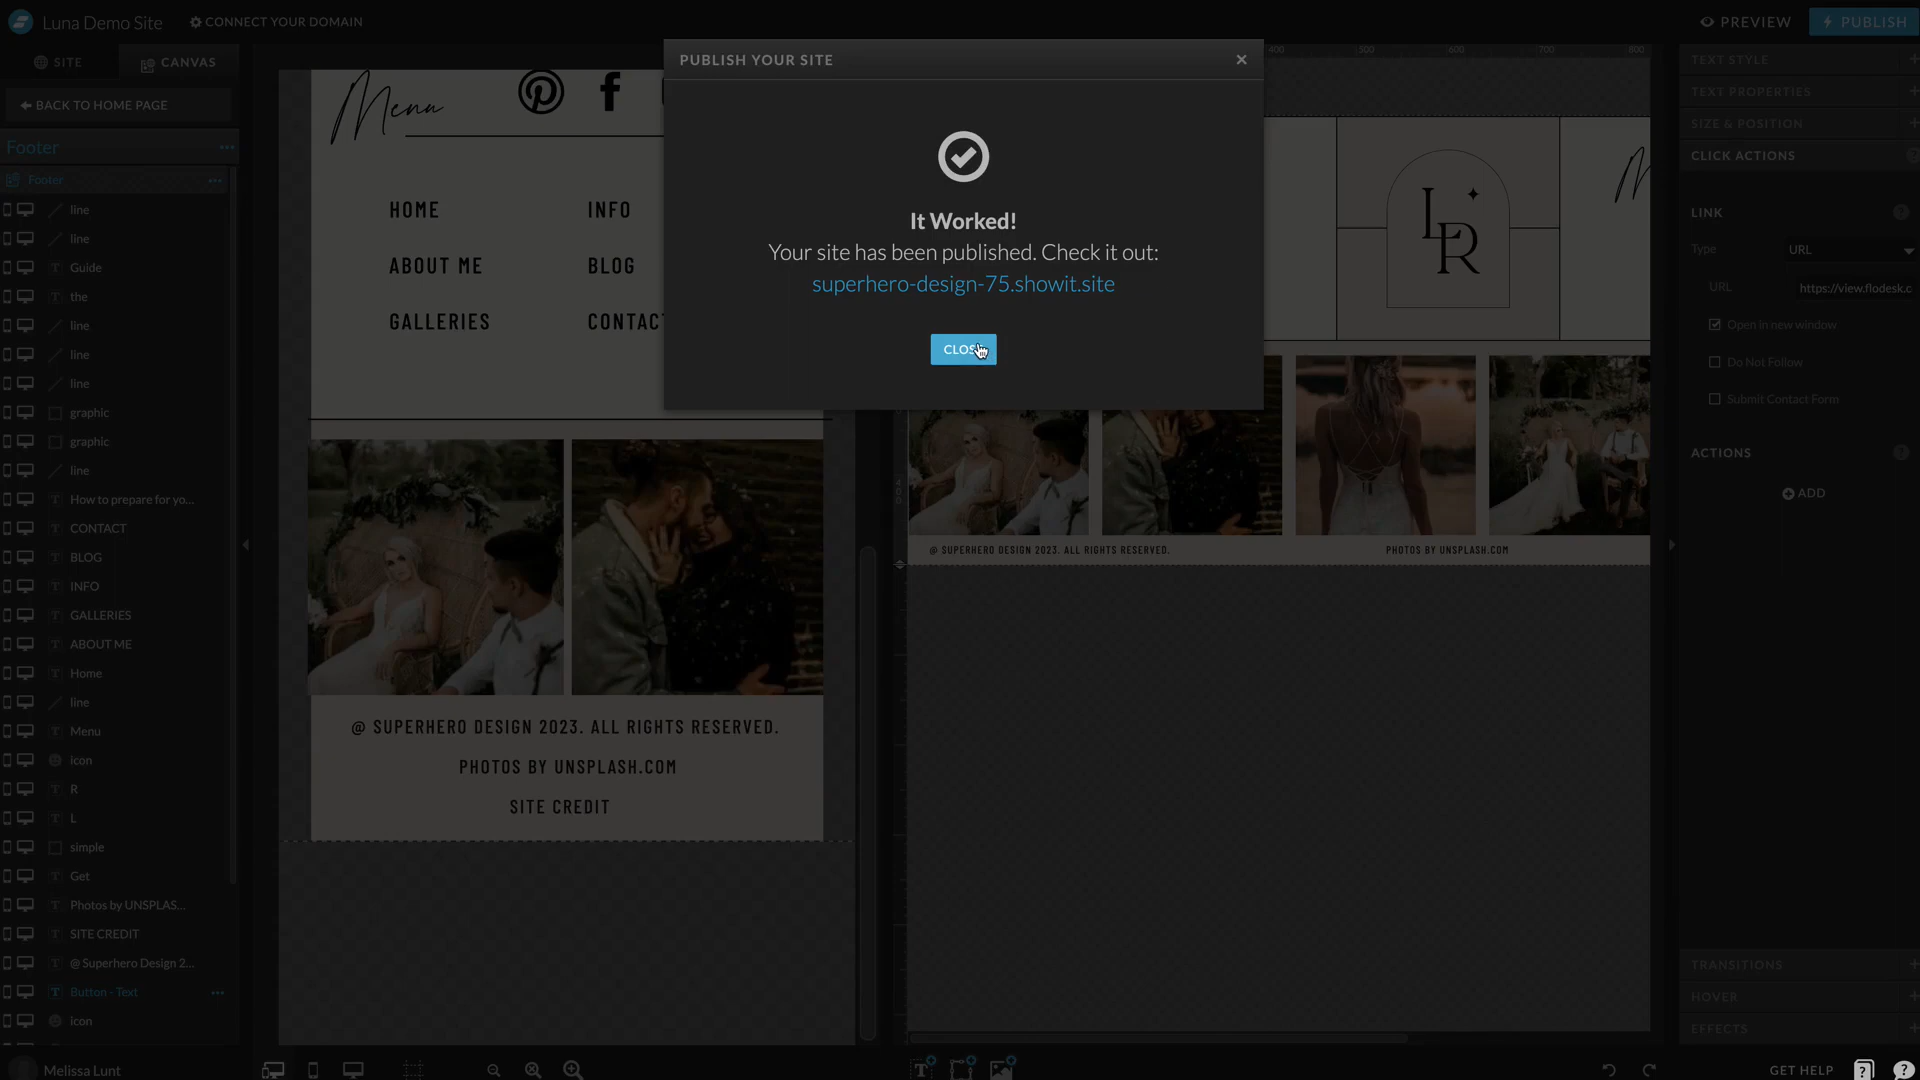 Luna Demo Site
CONNECT YOUR DOMAIN
PREVIEW
PUBLISH
SITE
CANVAS
BACK TO HOME PAGE
Footer
Footer
line
line
Guide
the
line
line
line
graphic
graphic
line
How to prepare for yo...
CONTACT
BLOG
INFO
GALLERIES
ABOUT ME
Home
line
Menu
icon
R
L
simple
Get
Photos by UNSPLAS...
SITE CREDIT
@ Superhero Design 2...
Button - Text
icon
Melissa Lunt
Menu
HOME
INFO
ABOUT ME
BLOG
GALLERIES
@ SUPERHERO DESIGN 2023. ALL RIGHTS RESERVED.
PHOTOS BY UNSPLASH.COM
SITE CREDIT
PUBLISH YOUR SITE
It Worked!
Your site has been published. Check it out:
superhero-design-75.showit.site
400
500
600
700
800
LR
@ SUPERHERO DESIGN 2023. ALL RIGHTS RESERVED.
PHOTOS BY UNSPLASH.COM
TEXT STYLE
TEXT PROPERTIES
SIZE & POSITION
CLICK ACTIONS
LINK
Type
URL
URL
https://view.flodesk.c
Open in new window
Do Not Follow
Submit Contact Form
ACTIONS
ADD
TRANSITIONS
HOVER
EFFECTS
GET HELP